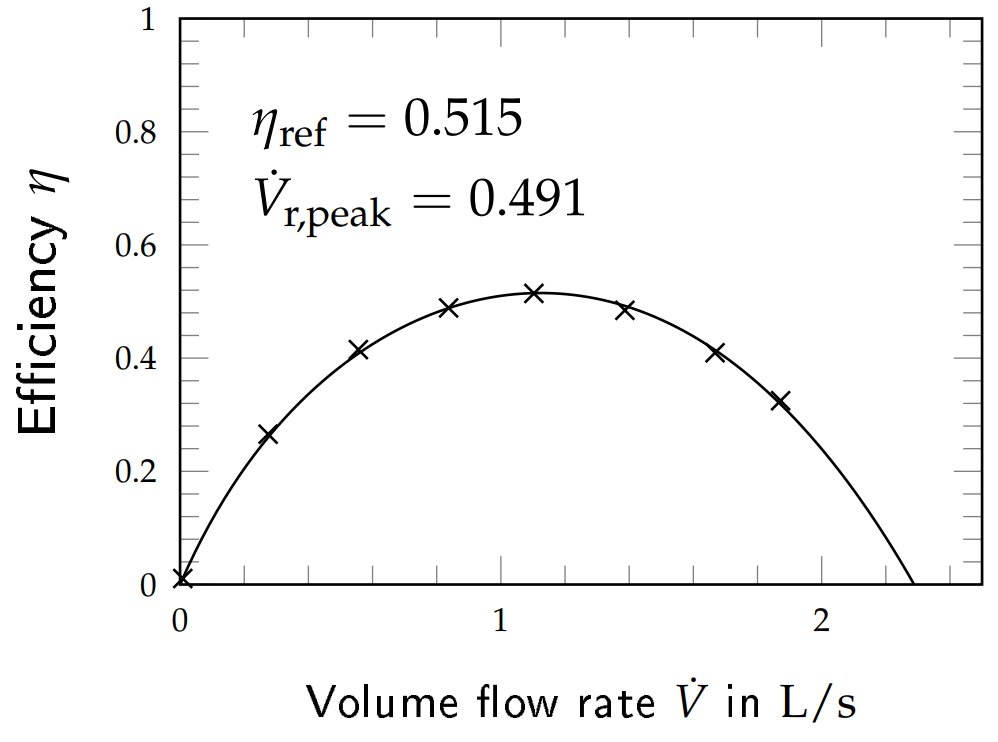 1
η_ref = 0.515
0.8
V̇_r,peak = 0.491
0.6
0.4
0.2
0
0 1 2
Efficiency η
Volume flow rate V̇ in L/s